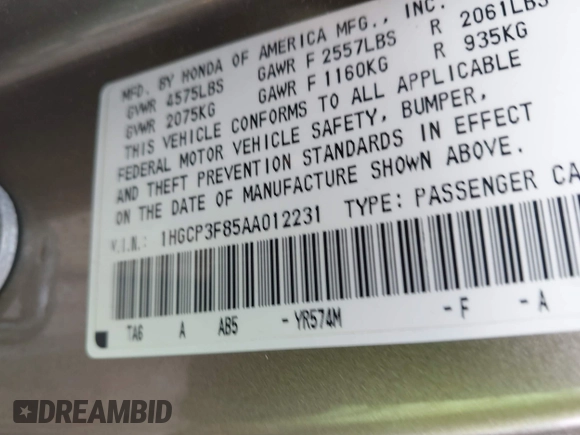 MFG. BY HONDA OF AMERICA MFG., INC.
GVWR 4575LBS GAWR F 2557LBS R 2061LBS
GVWR 2075KG GAWR F 1160KG R 935KG
THIS VEHICLE CONFORMS TO ALL APPLICABLE
FEDERAL MOTOR VEHICLE SAFETY, BUMPER,
AND THEFT PREVENTION STANDARDS IN EFFECT
ON THE DATE OF MANUFACTURE SHOWN ABOVE.
V.I.N.: 1HGCP3F85AA012231 TYPE: PASSENGER CA
TA6 A AB5 - YR574M -F -A
DREAMBID